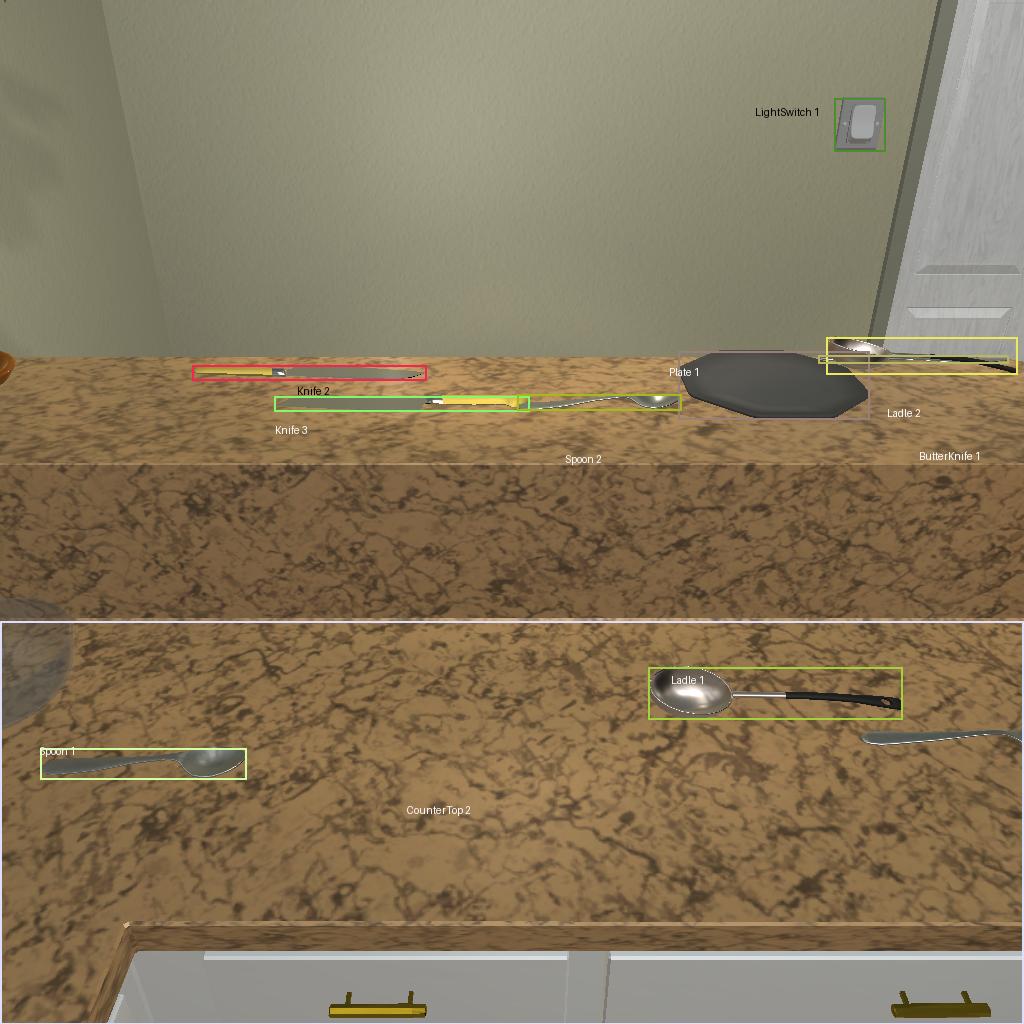 LightSwitch 1
Plate 1
Knife 2
Ladle 2
Knife 3
ButterKnife 1
Spoon 2
Ladle 1
Spoon 1
CounterTop 2